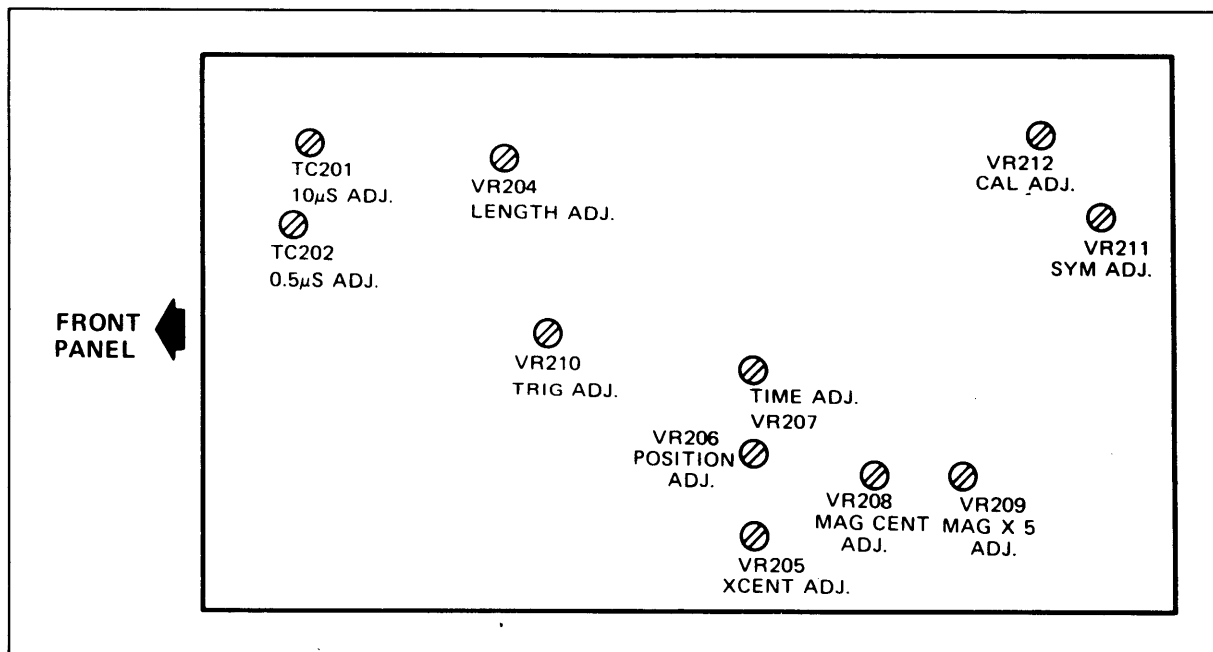 TC201
10µS ADJ.
VR204
LENGTH ADJ.
VR212
CAL ADJ.
TC202
0.5µS ADJ.
VR211
SYM ADJ.
FRONT
PANEL
VR210
TRIG ADJ.
TIME ADJ.
VR207
VR206
POSITION
ADJ.
VR208
MAG CENT
ADJ.
VR209
MAG X 5
ADJ.
VR205
XCENT ADJ.